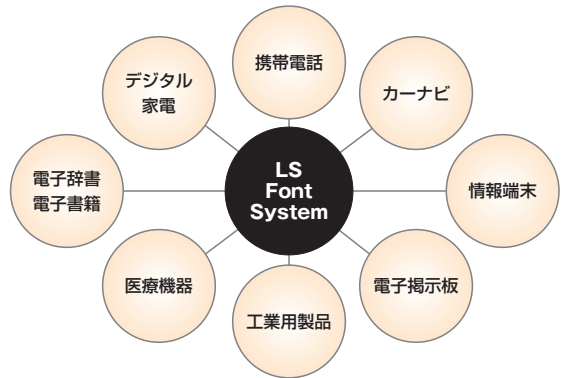 携帯電話
デジタル
家電
カーナビ
電子辞書
電子書籍
LS
Font
System
情報端末
医療機器
電子掲示板
工業用製品